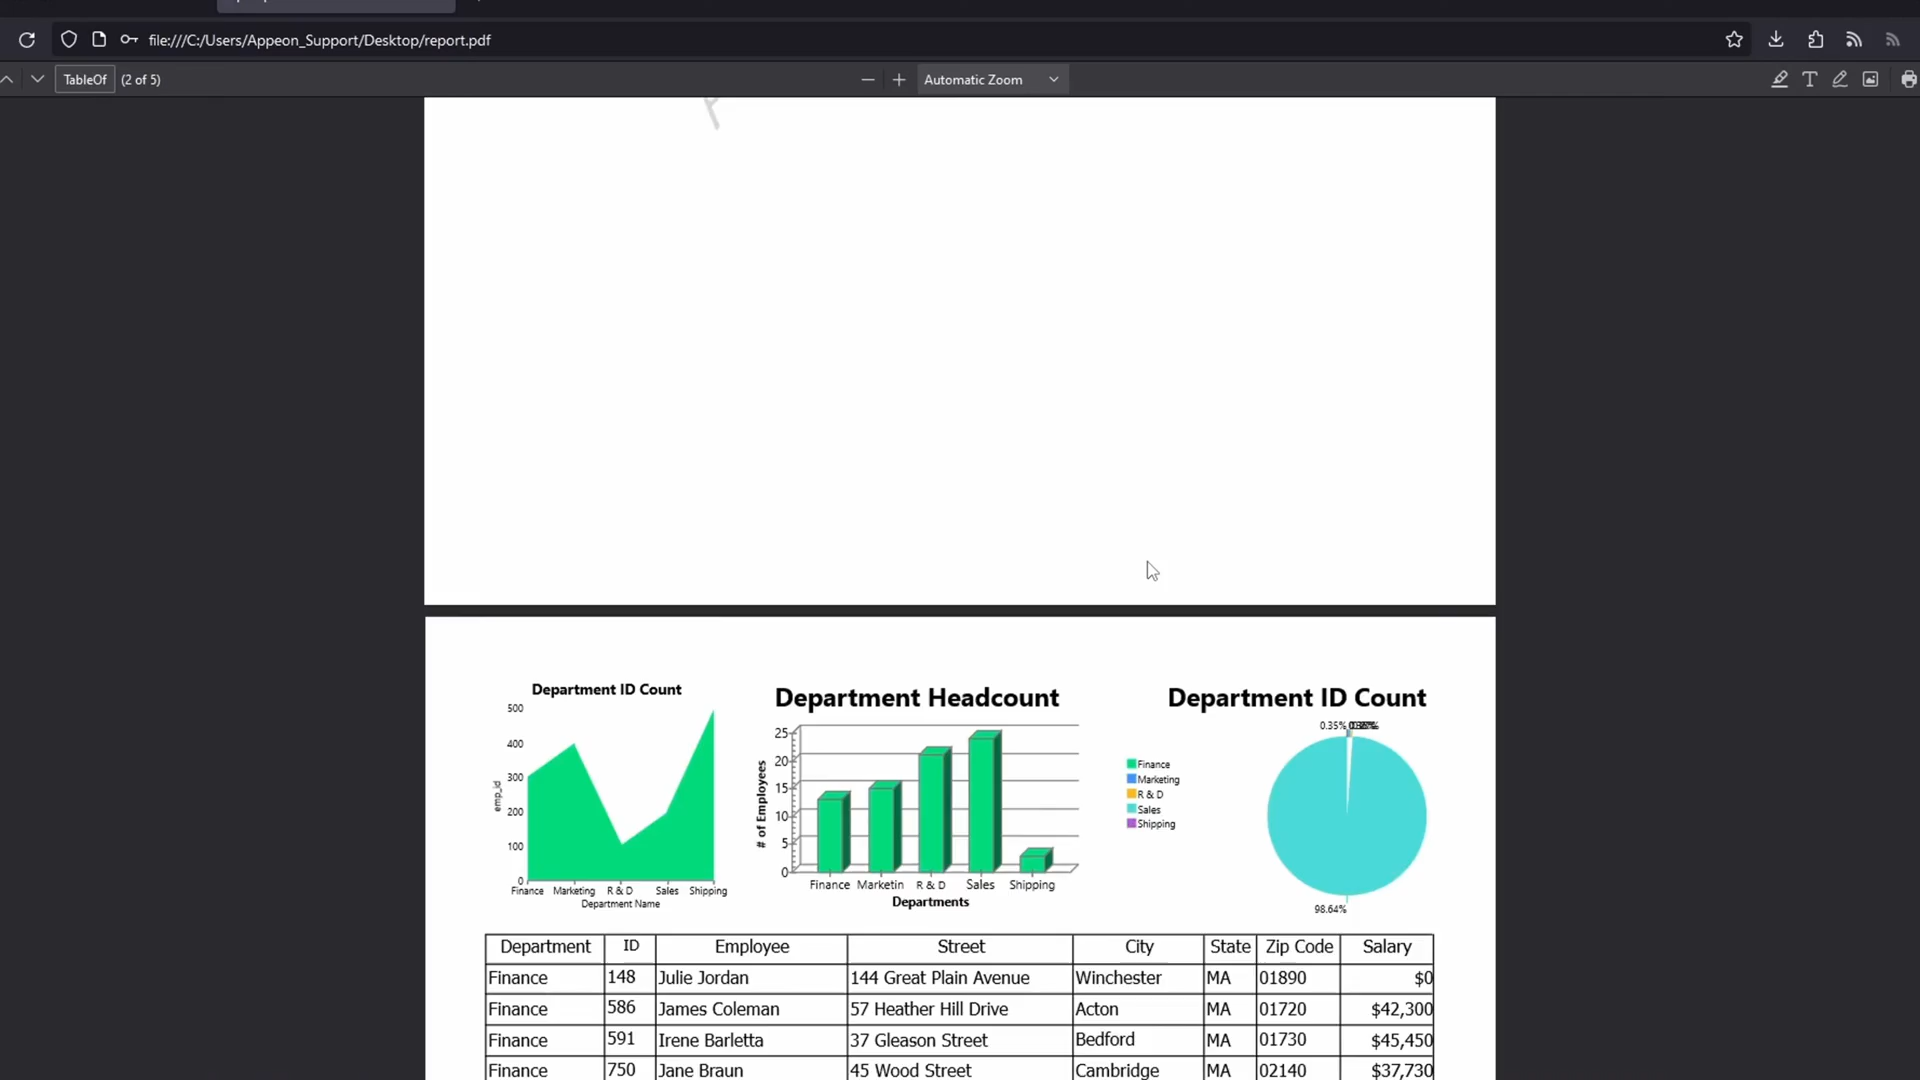 file:///C:/Users/Appeon_Support/Desktop/report.pdf
TableOf (2 of 5) Automatic Zoom
Department ID Count
500
400
300
200
100
0
emp_id
Finance Marketing R & D Sales Shipping
Department Name
Department Headcount
25
20
15
10
5
0
# of Employees
Finance Marketin R & D Sales Shipping
Departments
Department ID Count
0.35%
Finance
Marketing
R & D
Sales
Shipping
98.64%
Department ID Employee Street City State Zip Code Salary
Finance 148 Julie Jordan 144 Great Plain Avenue Winchester MA 01890 $0
Finance 586 James Coleman 57 Heather Hill Drive Acton MA 01720 $42,300
Finance 591 Irene Barletta 37 Gleason Street Bedford MA 01730 $45,450
Finance 750 Jane Braun 45 Wood Street Cambridge MA 02140 $37,730